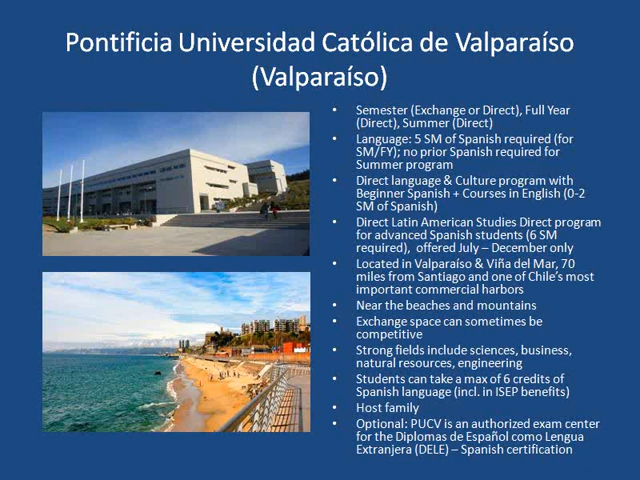 Pontificia Universidad Católica de Valparaíso
(Valparaíso)
• Semester (Exchange or Direct), Full Year
(Direct), Summer (Direct)
• Language: 5 SM of Spanish required (for
SM/FY); no prior Spanish required for
Summer program
• Direct language & Culture program with
Beginner Spanish + Courses in English (0-2
SM of Spanish)
• Direct Latin American Studies Direct program
for advanced Spanish students (6 SM
required), offered July – December only
• Located in Valparaíso & Viña del Mar, 70
miles from Santiago and one of Chile's most
important commercial harbors
• Near the beaches and mountains
• Exchange space can sometimes be
competitive
• Strong fields include sciences, business,
natural resources, engineering
• Students can take a max of 6 credits of
Spanish language (incl. in ISEP benefits)
• Host family
• Optional: PUCV is an authorized exam center
for the Diplomas de Español como Lengua
Extranjera (DELE) – Spanish certification